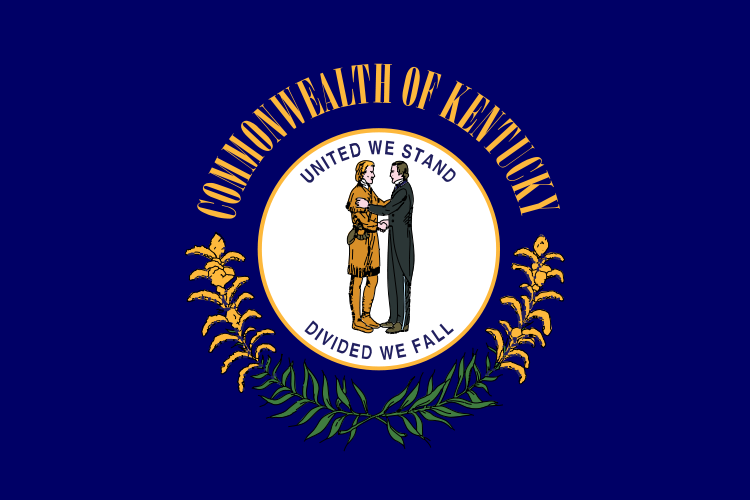 COMMONWEALTH OF KENTUCKY
UNITED WE STAND
DIVIDED WE FALL